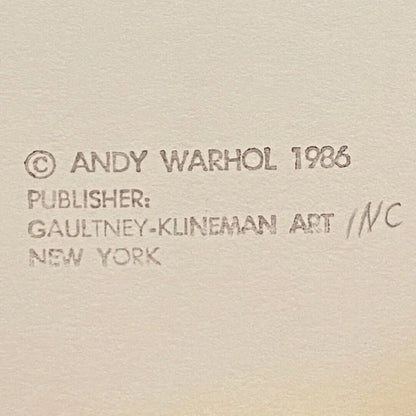 © ANDY WARHOL 1986
PUBLISHER:
GAULTNEY-KLINEMAN ART INC
NEW YORK